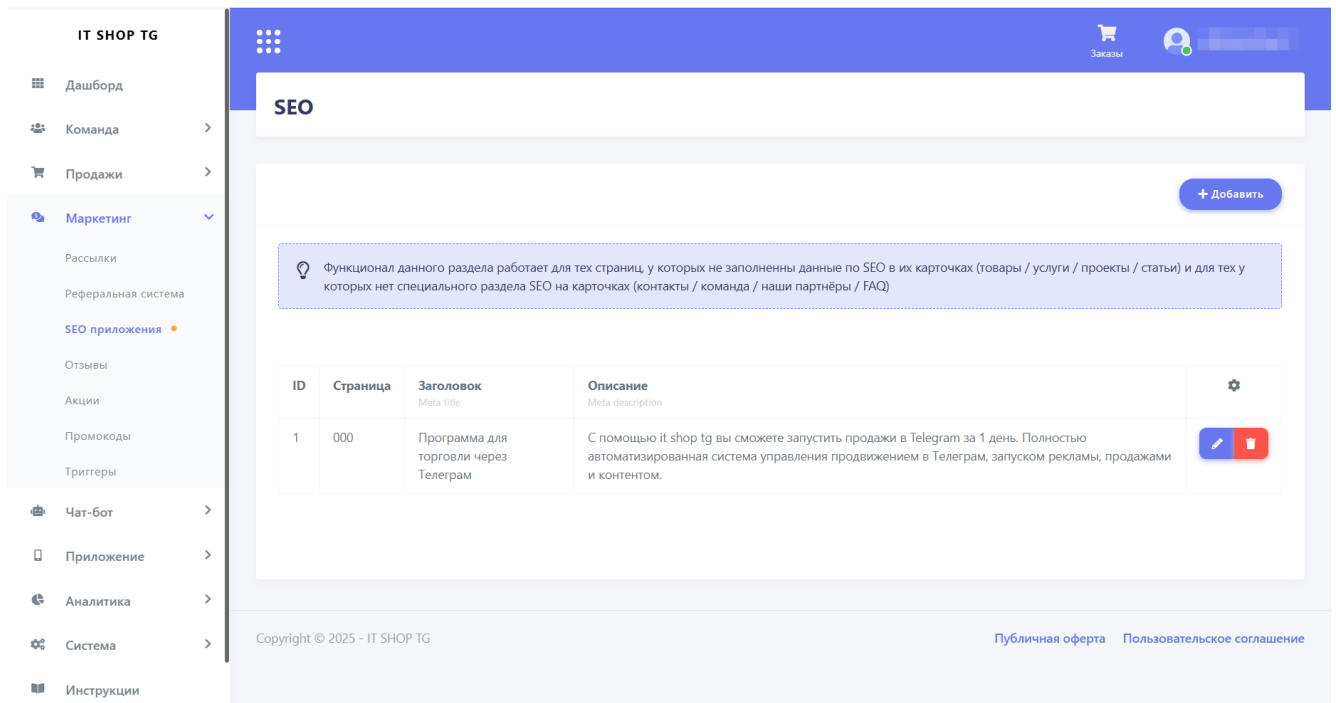 IT SHOP TG
Дашборд
Команда
Продажи
Маркетинг
Рассылки
Реферальная система
SEO приложения
Отзывы
Акции
Промокоды
Триггеры
Чат-бот
Приложение
Аналитика
Система
Инструкции
Заказы
SEO
+ Добавить
Функционал данного раздела работает для тех страниц, у которых не заполненны данные по SEO в их карточках (товары / услуги / проекты / статьи) и для тех у
которых нет специального раздела SEO на карточках (контакты / команда / наши партнёры / FAQ)
ID Страница Заголовок Описание
Meta title Meta description
1 000 Программа для С помощью it shop tg вы сможете запустить продажи в Telegram за 1 день. Полностью
торговли через автоматизированная система управления продвижением в Телеграм, запуском рекламы, продажами
Телеграм и контентом.
Copyright © 2025 - IT SHOP TG
Публичная оферта Пользовательское соглашение